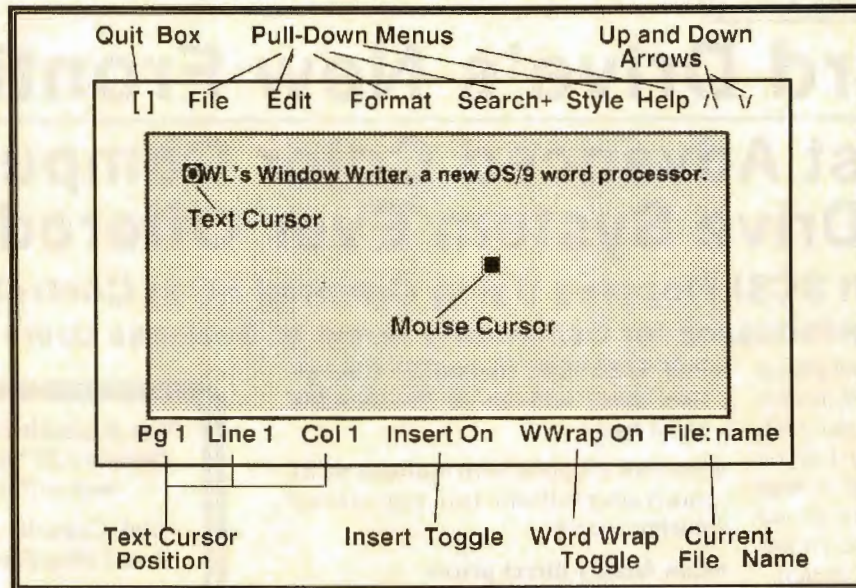 Quit Box Pull-Down Menus Up and Down
Arrows
[ ] File Edit Format Search+ Style Help /\ \/
OWL's Window Writer, a new OS/9 word processor.
Text Cursor
Mouse Cursor
Pg 1 Line 1 Col 1 Insert On WWrap On File: name
Text Cursor Insert Toggle Word Wrap Current
Position Toggle File Name